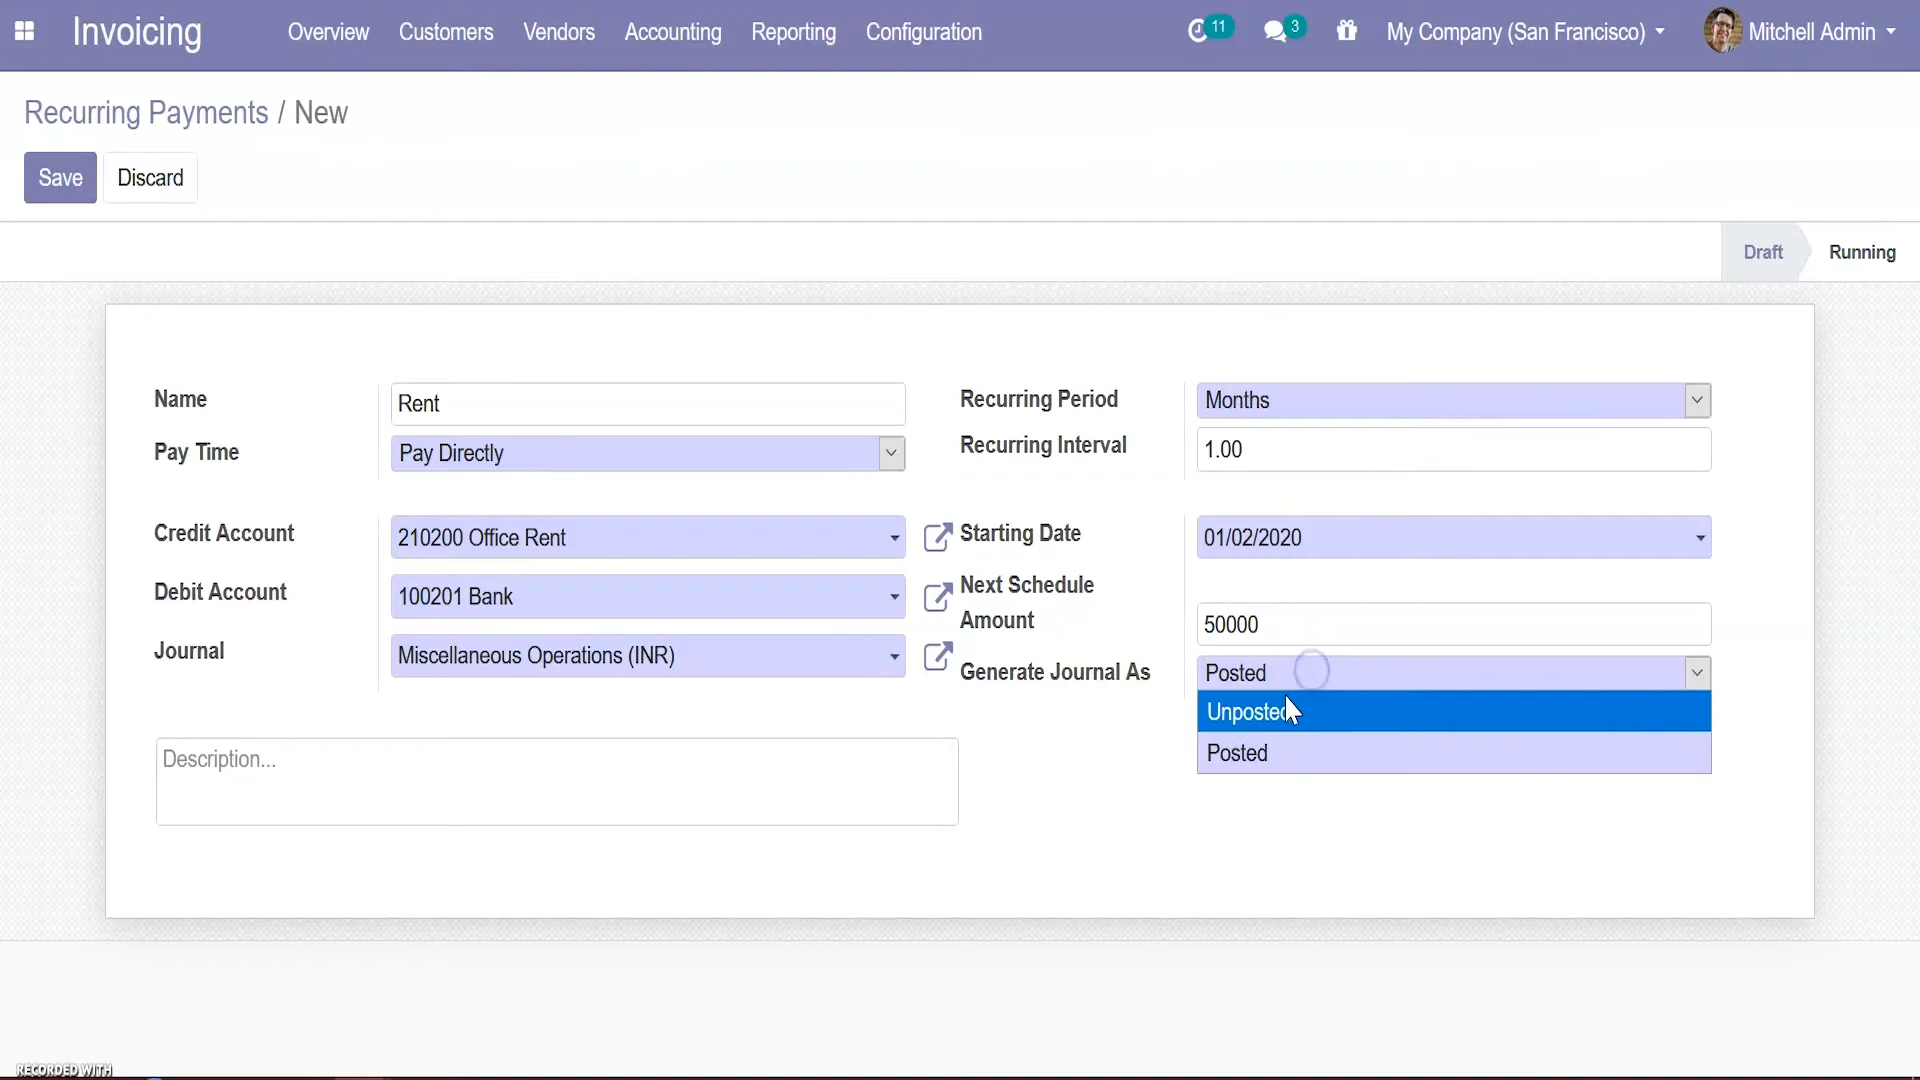 Invoicing Overview Customers Vendors Accounting Reporting Configuration 11 3 My Company (San Francisco) Mitchell Admin
Recurring Payments / New
Save Discard
Draft Running
Name Rent Recurring Period Months
Pay Time Pay Directly Recurring Interval 1.00
Credit Account 210200 Office Rent Starting Date 01/02/2020
Next Schedule
Debit Account 100201 Bank
Amount 50000
Journal Miscellaneous Operations (INR)
Generate Journal As Posted
Unposted
Posted
Description...
RECORDED WITH